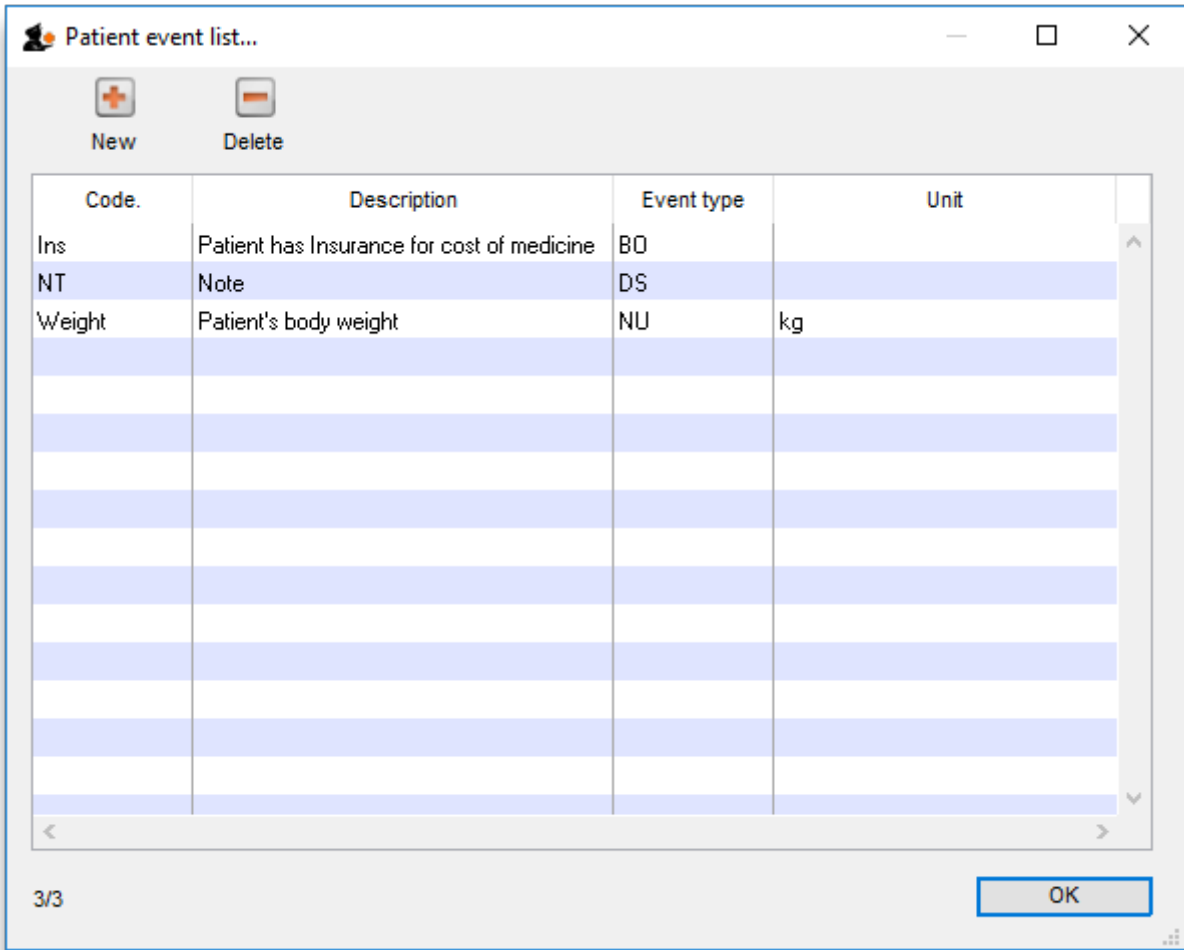 Patient event list...
New Delete
Code. Description Event type Unit
Ins Patient has Insurance for cost of medicine BO
NT Note DS
Weight Patient's body weight NU kg
3/3 OK